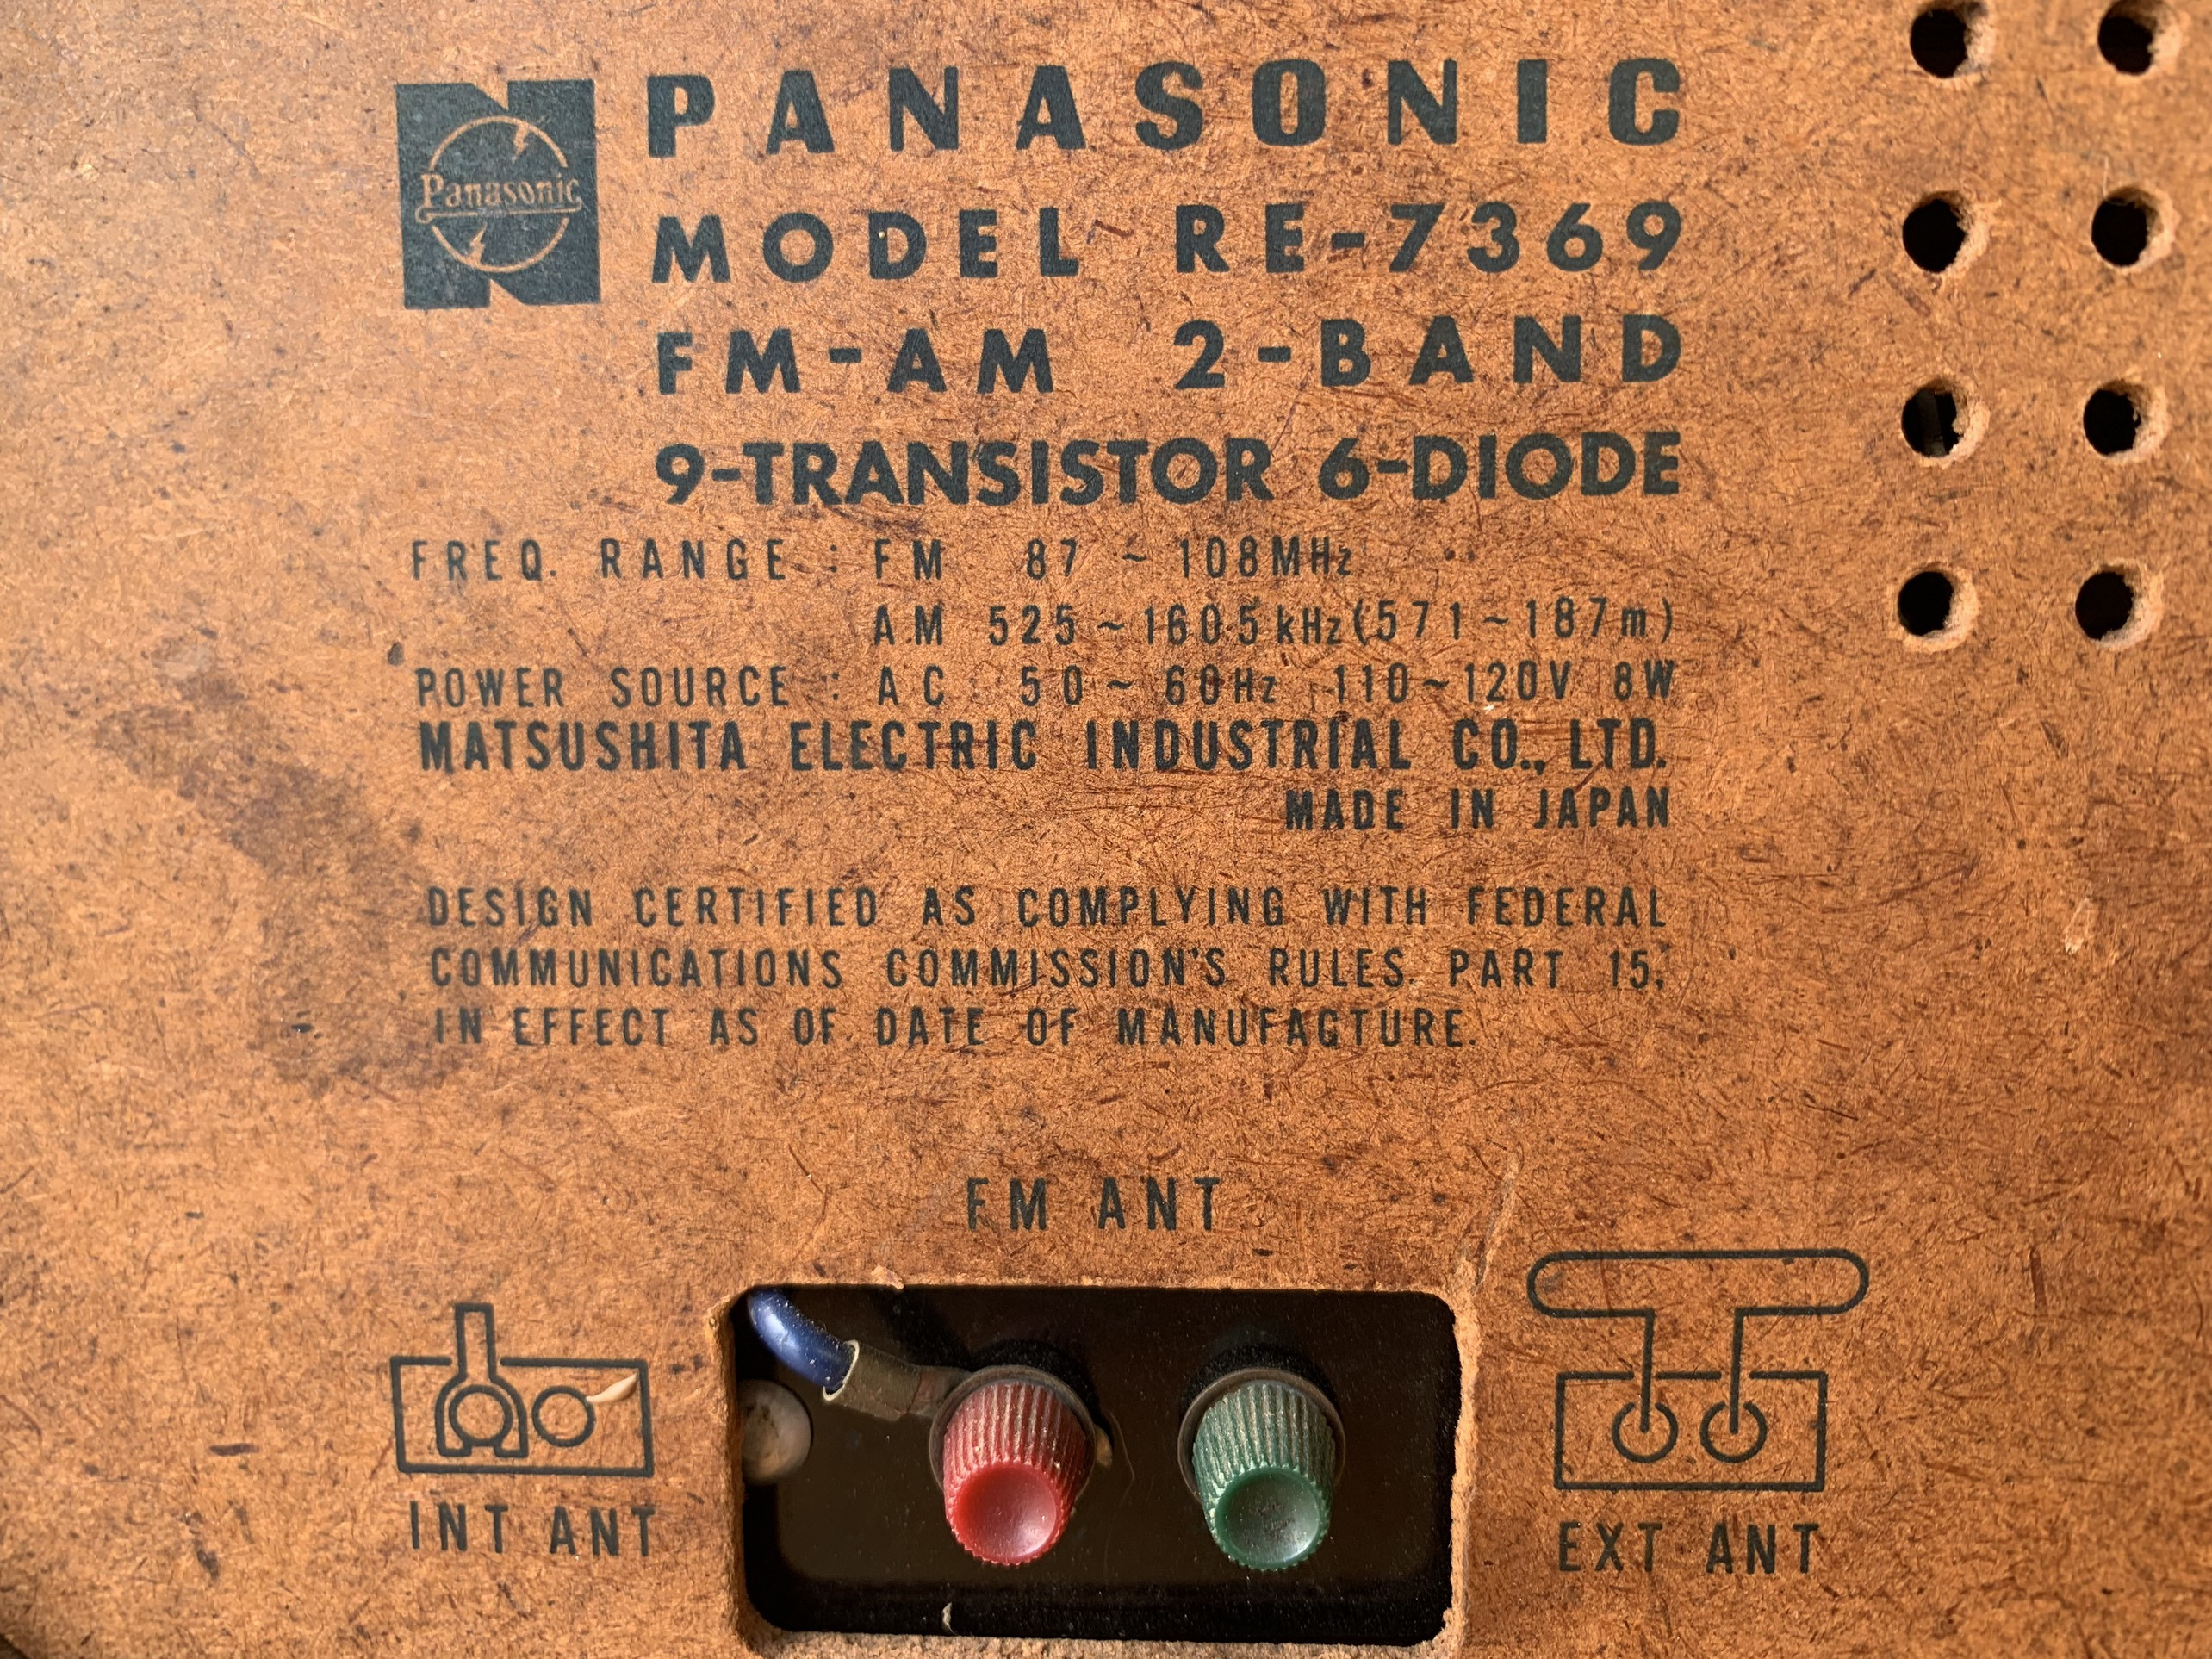 Panasonic
PANASONIC
MODEL RE-7369
FM-AM 2-BAND
9-TRANSISTOR 6-DIODE
FREQ. RANGE : FM 87 ~ 108MHz
AM 525 ~ 1605kHz (571 ~ 187m)
POWER SOURCE : AC 50 ~ 60Hz 110 ~ 120V 8W
MATSUSHITA ELECTRIC INDUSTRIAL CO., LTD.
MADE IN JAPAN
DESIGN CERTIFIED AS COMPLYING WITH FEDERAL
COMMUNICATIONS COMMISSION'S RULES. PART 15,
IN EFFECT AS OF DATE OF MANUFACTURE.
FM ANT
INT ANT
EXT ANT